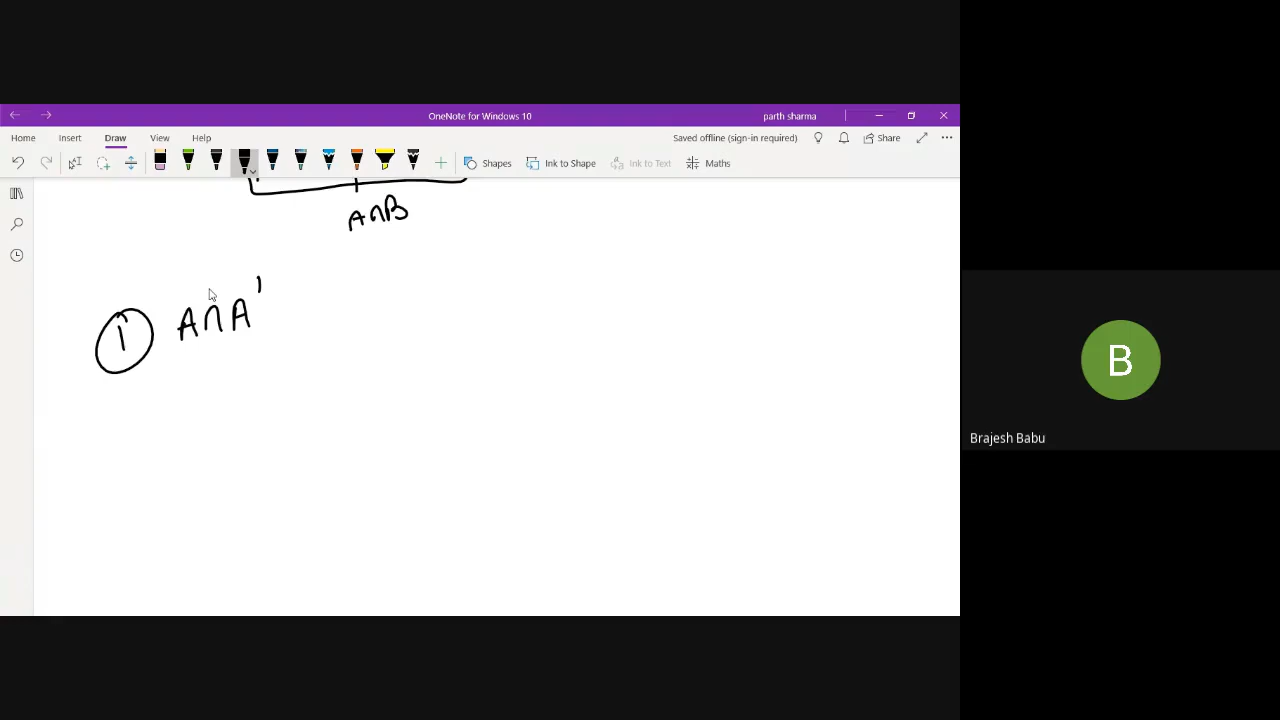 OneNote for Windows 10
parth sharma
Home Insert Draw View Help
Saved offline (sign-in required)
Share
Shapes
Ink to Shape
Ink to Text
Maths
A∩B
① A∩A'
B
Brajesh Babu